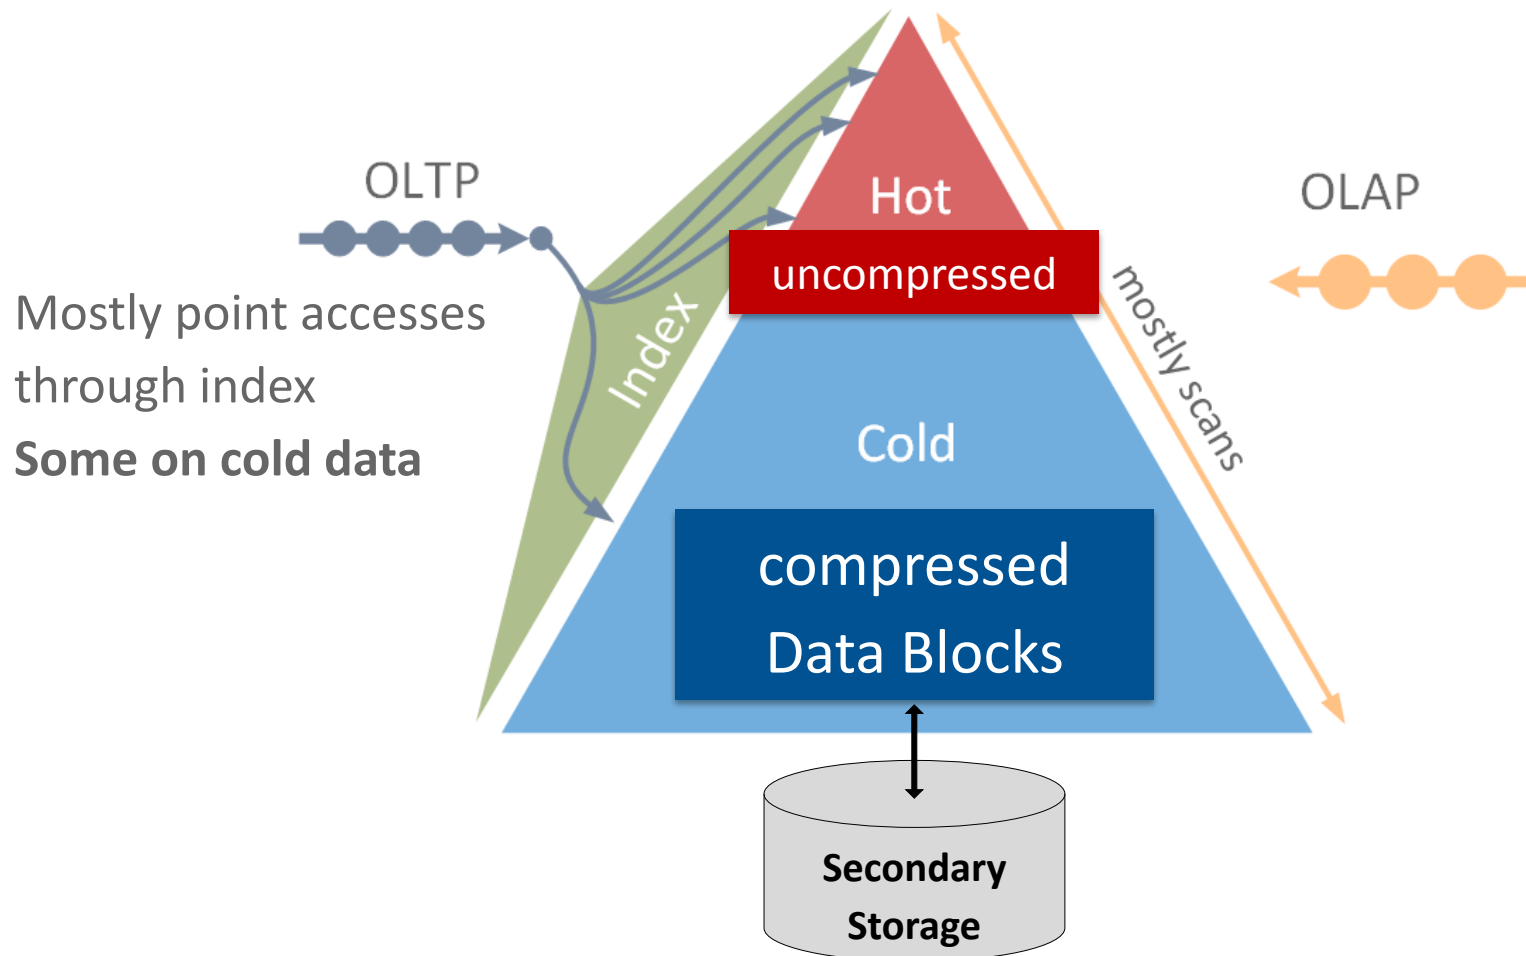 OLTP
Mostly point accesses
through index
Some on cold data
Index
Hot
uncompressed
Cold
compressed
Data Blocks
Secondary
Storage
mostly scans
OLAP